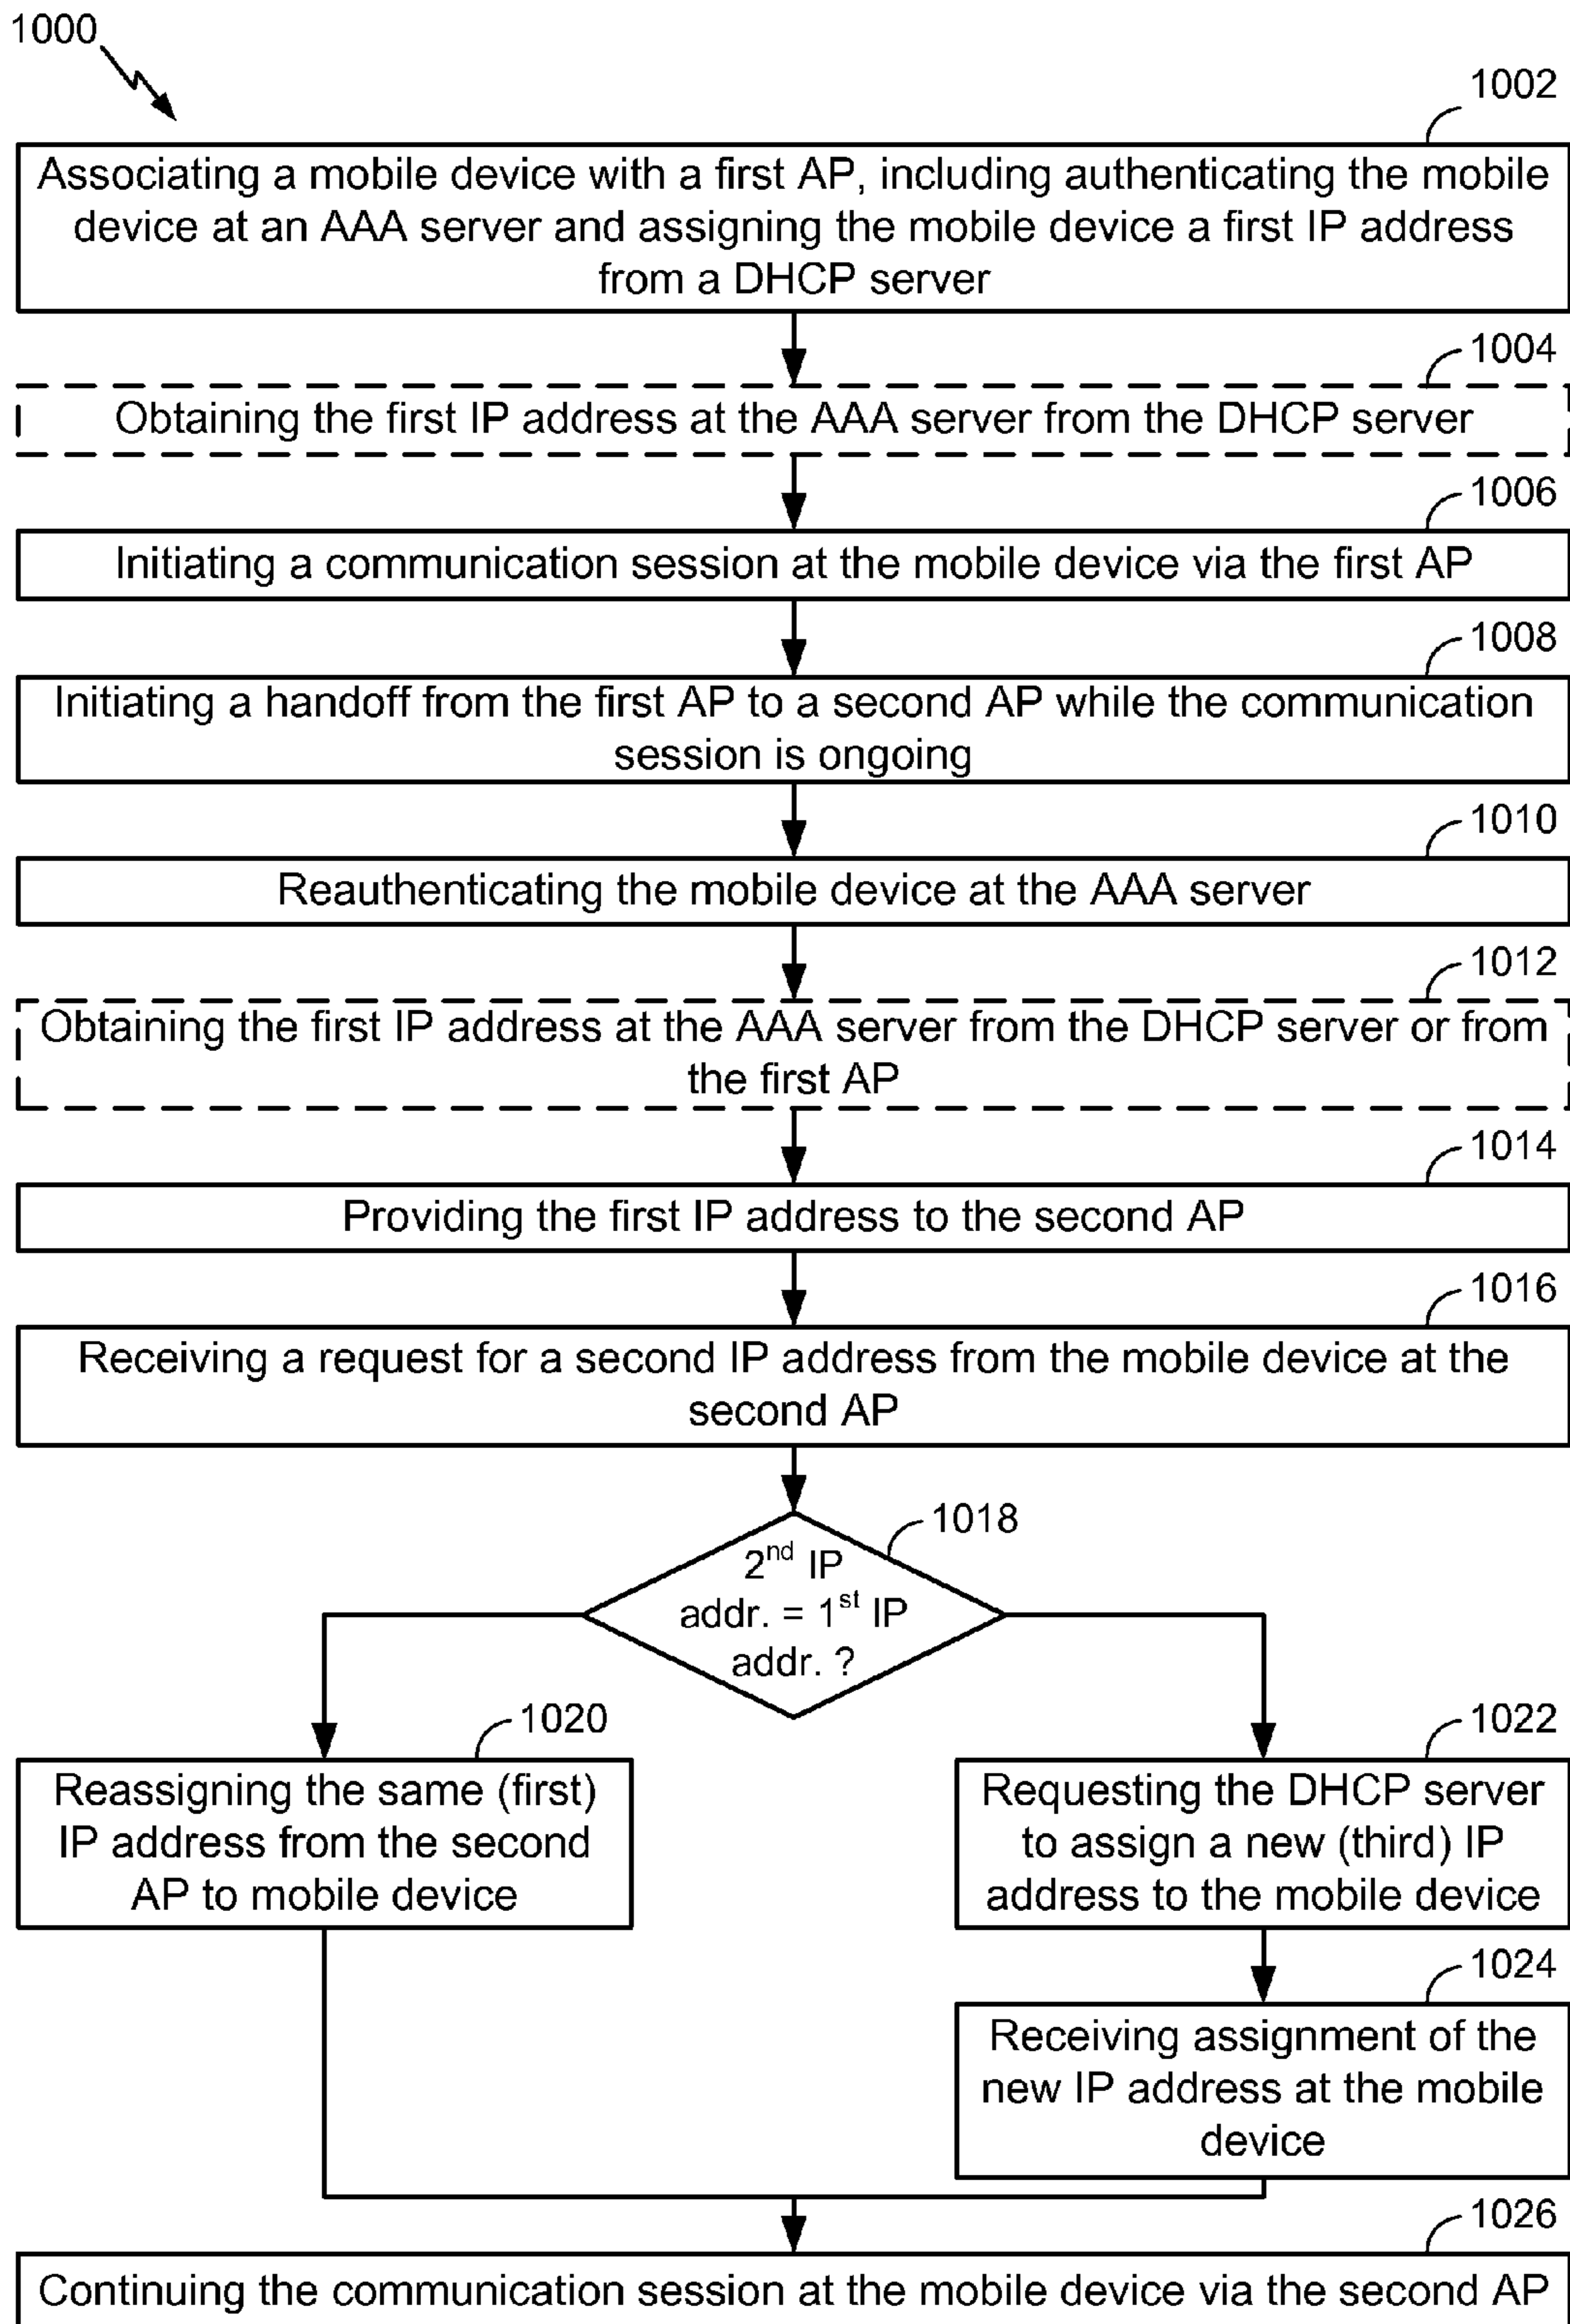 1000
1002
Associating a mobile device with a first AP, including authenticating the mobile
device at an AAA server and assigning the mobile device a first IP address
from a DHCP server
1004
Obtaining the first IP address at the AAA server from the DHCP server
1006
Initiating a communication session at the mobile device via the first AP
1008
Initiating a handoff from the first AP to a second AP while the communication
session is ongoing
1010
Reauthenticating the mobile device at the AAA server
1012
Obtaining the first IP address at the AAA server from the DHCP server or from
the first AP
1014
Providing the first IP address to the second AP
1016
Receiving a request for a second IP address from the mobile device at the
second AP
1018
2nd IP
addr. = 1st IP
addr. ?
1020
Reassigning the same (first)
IP address from the second
AP to mobile device
1022
Requesting the DHCP server
to assign a new (third) IP
address to the mobile device
1024
Receiving assignment of the
new IP address at the mobile
device
1026
Continuing the communication session at the mobile device via the second AP